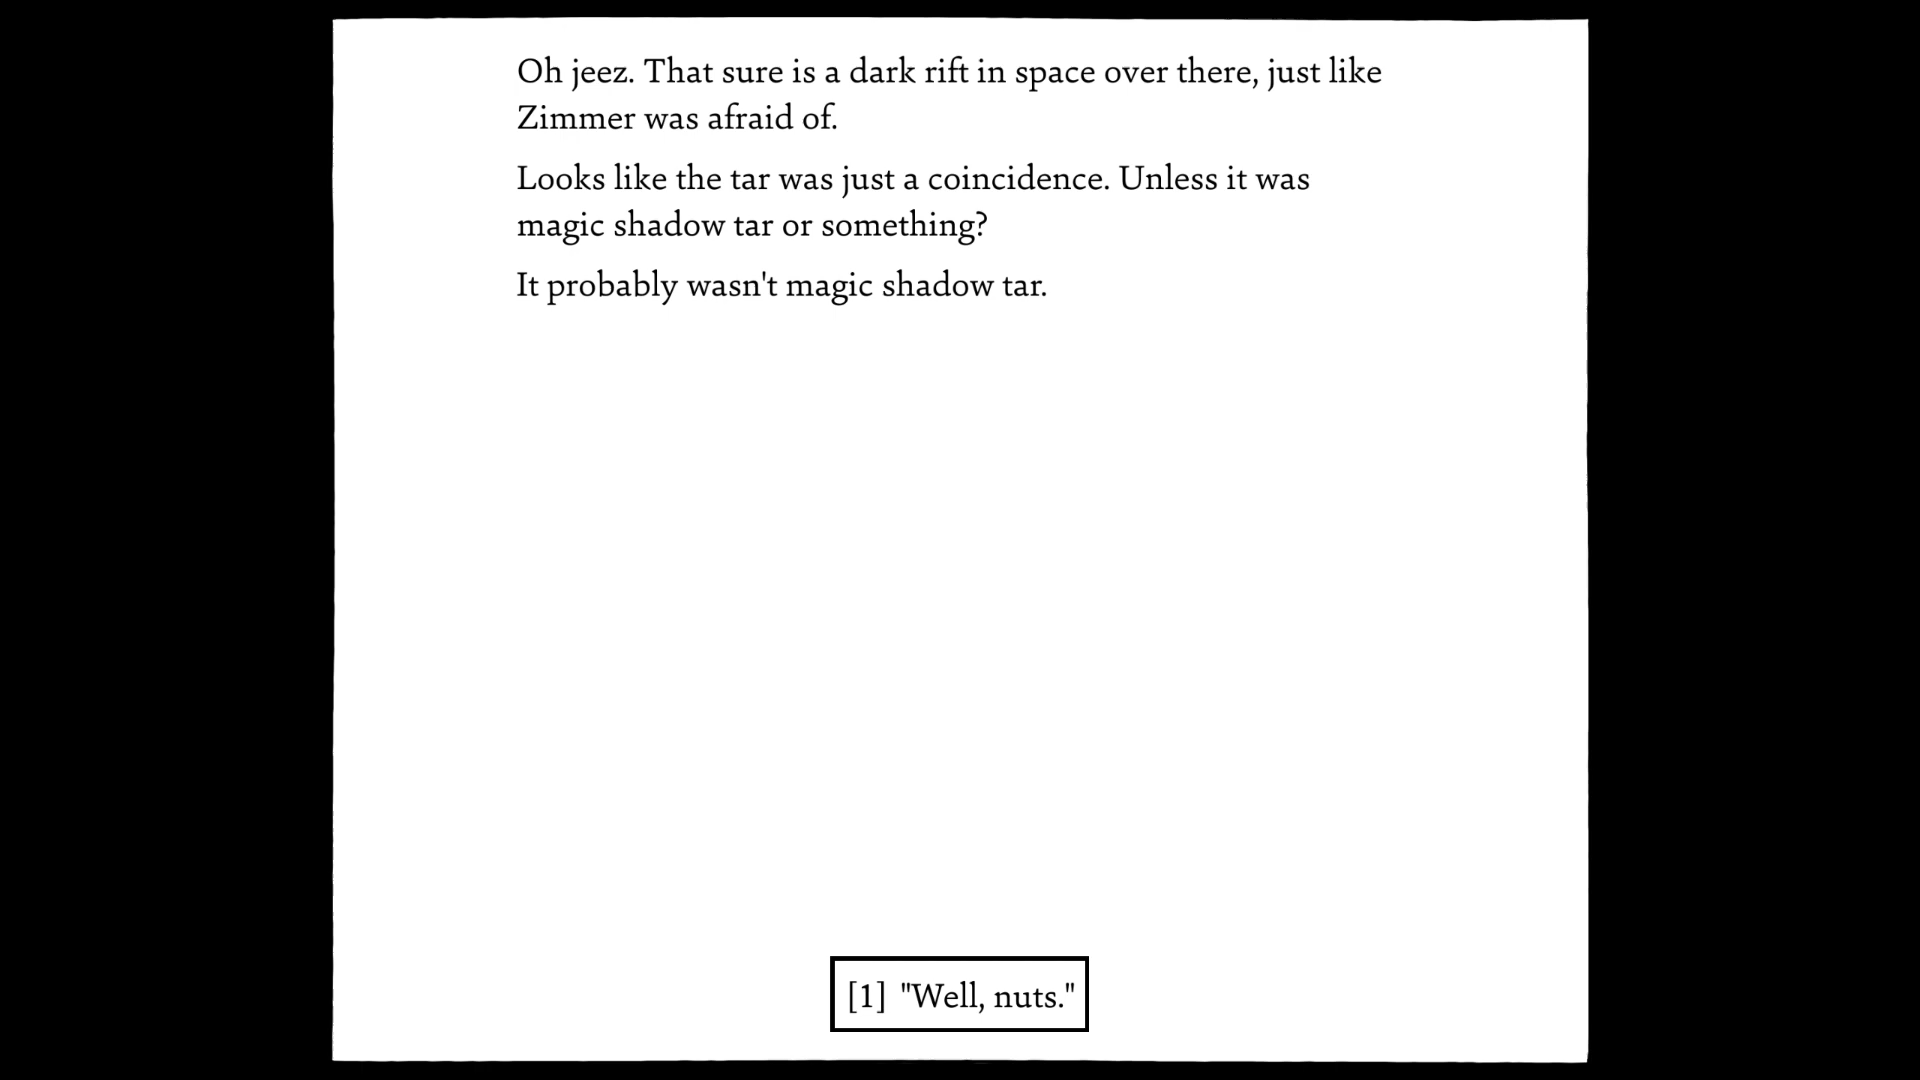 Oh jeez. That sure is a dark rift in space over there, just like
Zimmer was afraid of.
Looks like the tar was just a coincidence. Unless it was
magic shadow tar or something?
It probably wasn't magic shadow tar.
[1] "Well, nuts."